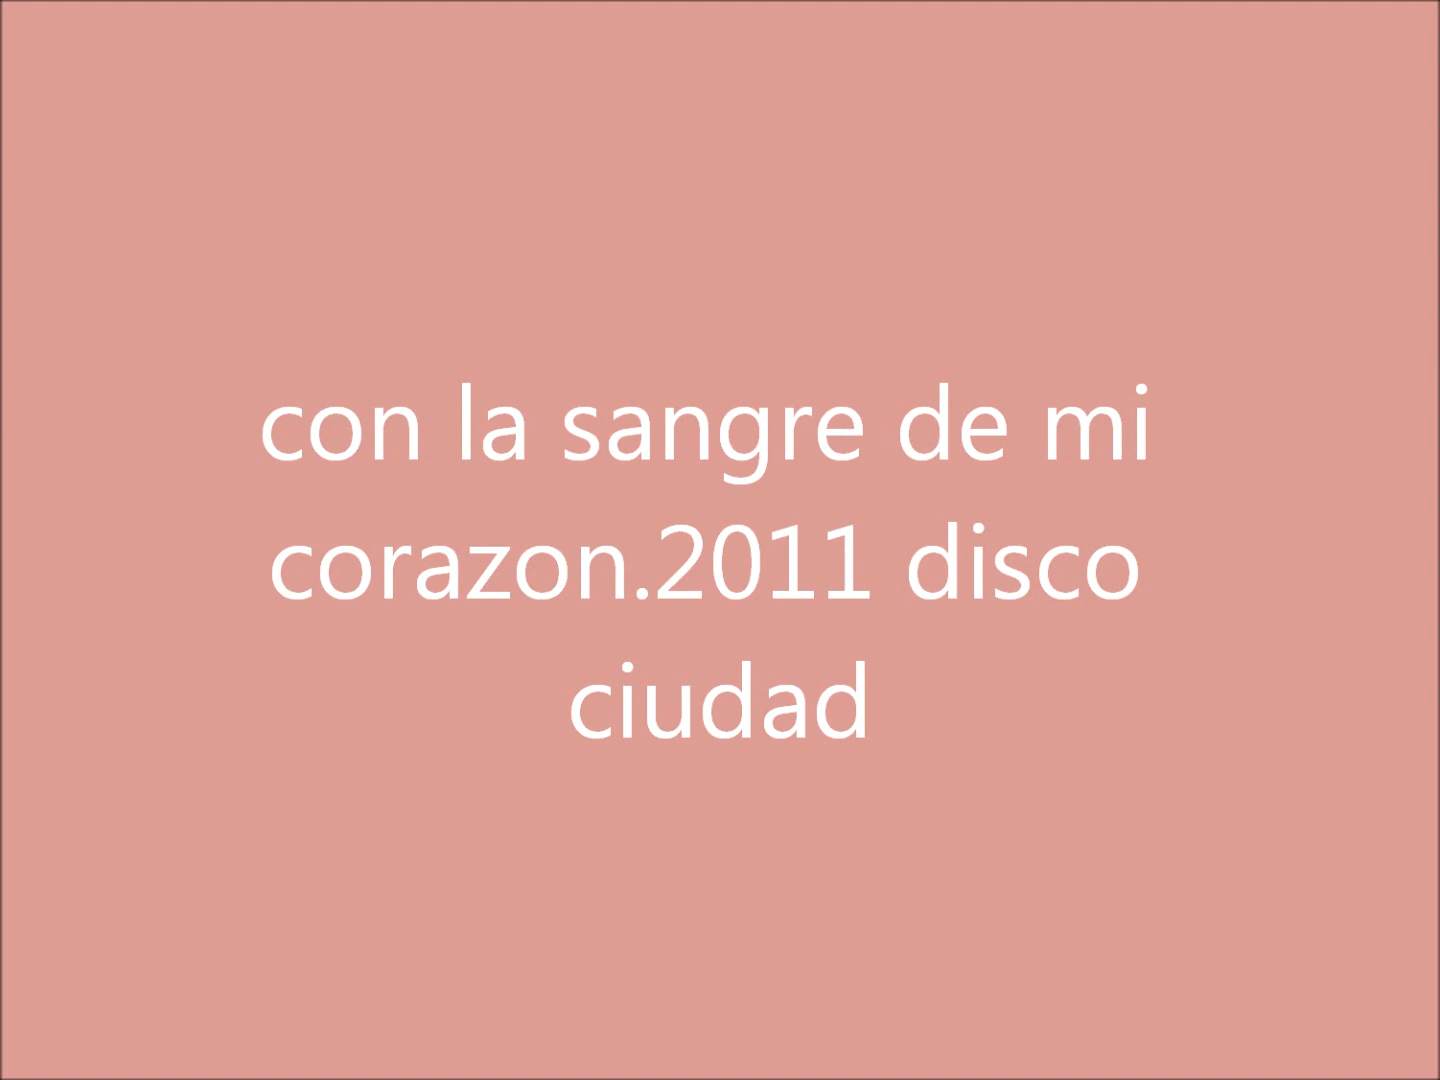 con la sangre de mi
corazon.2011 disco
ciudad